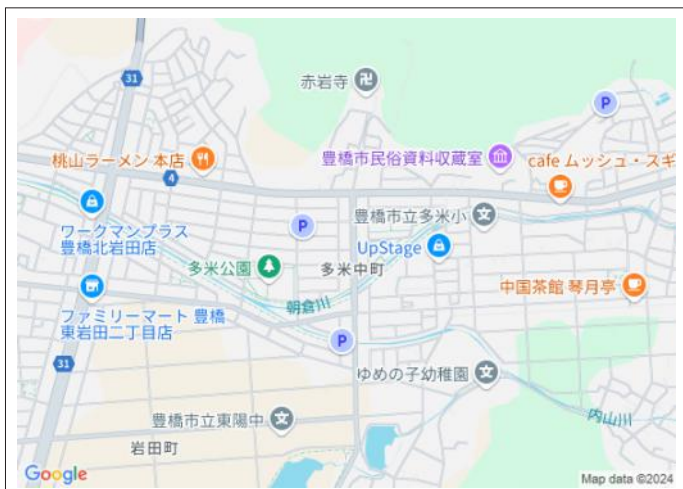 31
赤岩寺
P
桃山ラーメン 本店
4
豊橋市民俗資料収蔵室
cafe ムッシュ・スギ
ワークマンプラス
豊橋北岩田店
P
豊橋市立多米小
文
UpStage
多米公園
多米中町
中国茶館 琴月亭
朝倉川
ファミリーマート 豊橋
東岩田二丁目店
P
31
ゆめの子幼稚園
文
豊橋市立東陽中
文
内山川
岩田町
Google
Map data ©2024